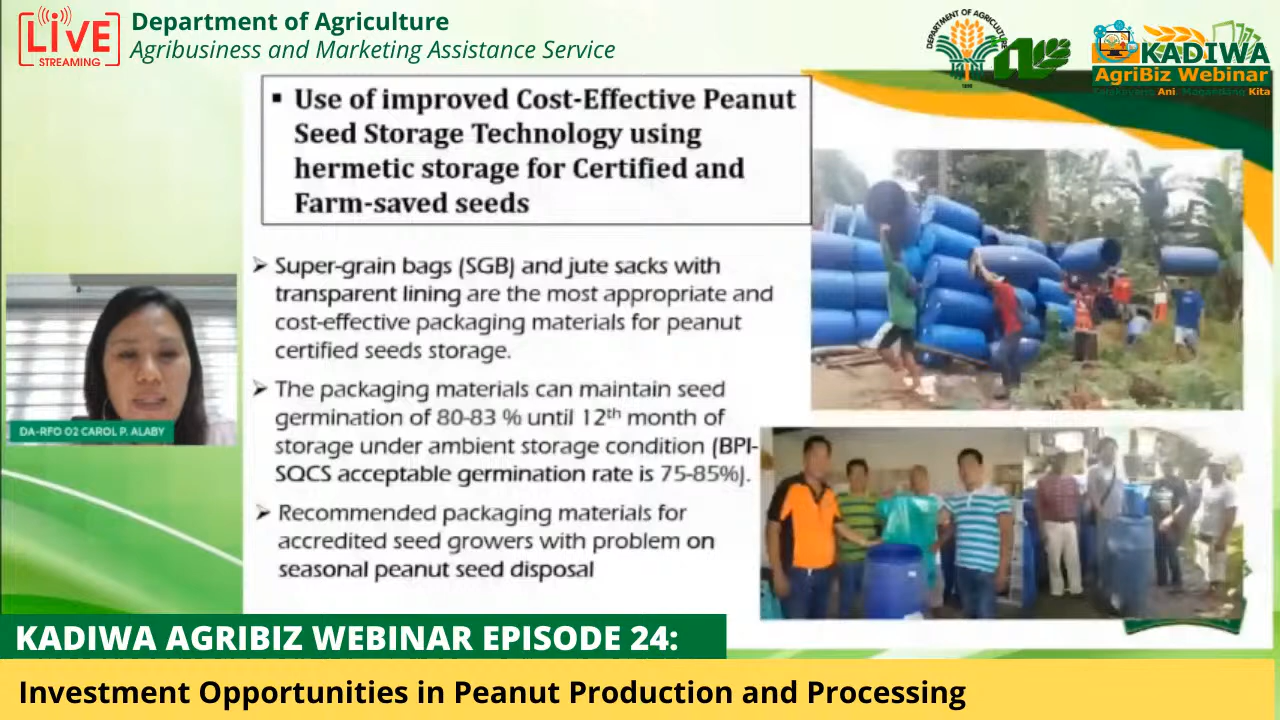 LIVE
STREAMING
Department of Agriculture
Agribusiness and Marketing Assistance Service
DEPARTMENT OF AGRICULTURE
KADIWA
AgriBiz Webinar
Ani. Kita
▪ Use of improved Cost-Effective Peanut
Seed Storage Technology using
hermetic storage for Certified and
Farm-saved seeds
➢ Super-grain bags (SGB) and jute sacks with
transparent lining are the most appropriate and
cost-effective packaging materials for peanut
certified seeds storage.
➢ The packaging materials can maintain seed
germination of 80-83 % until 12th month of
storage under ambient storage condition (BPI-
SQCS acceptable germination rate is 75-85%).
➢ Recommended packaging materials for
accredited seed growers with problem on
seasonal peanut seed disposal
DA-RFO 02 CAROL P. ALABY
KADIWA AGRIBIZ WEBINAR EPISODE 24:
Investment Opportunities in Peanut Production and Processing